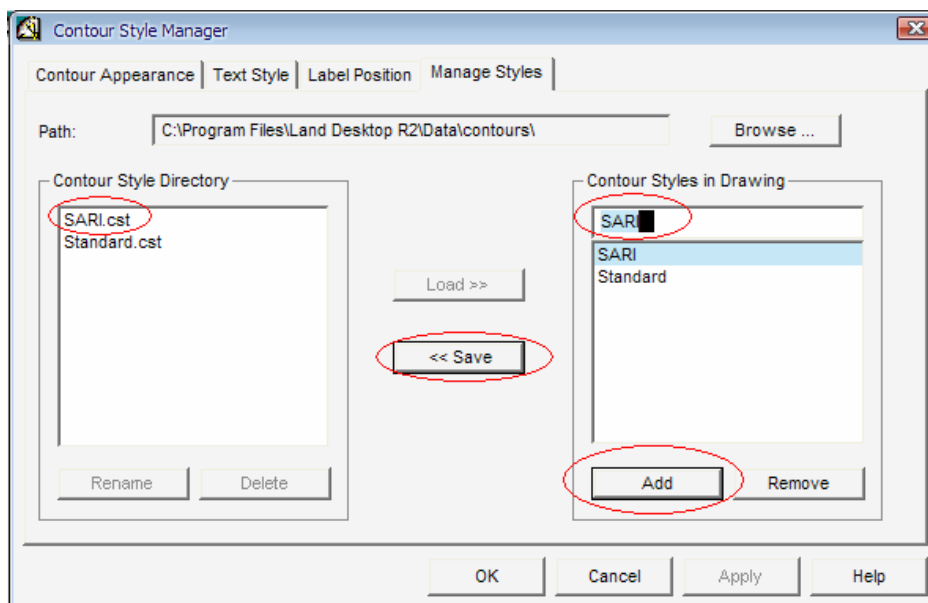 Contour Style Manager
Contour Appearance Text Style Label Position Manage Styles
Path: C:\Program Files\Land Desktop R2\Data\contours\ Browse ...
Contour Style Directory
SARI.cst
Standard.cst
Rename Delete
Load >>
<< Save
Contour Styles in Drawing
SARI
SARI
Standard
Add Remove
OK Cancel Apply Help